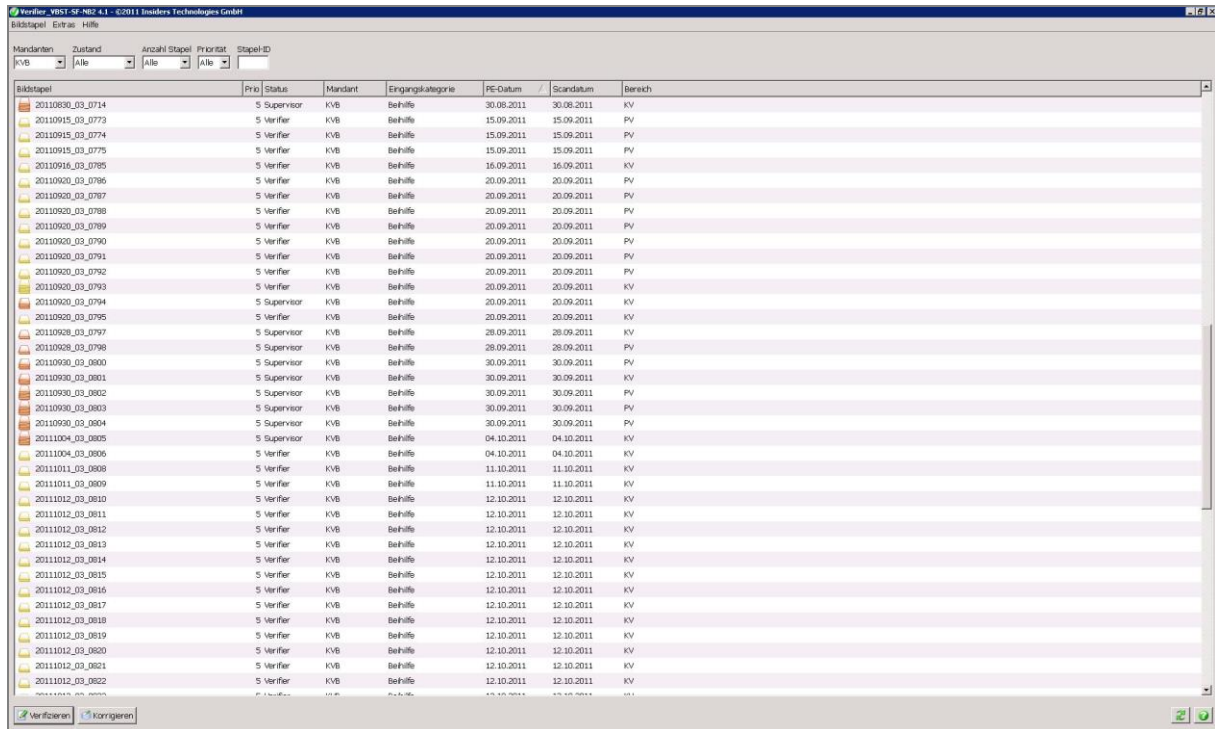 Verifier_VBST-SF-NB2 4.1 - ©2011 Insiders Technologies GmbH
Bildstapel Extras Hilfe
Mandanten Zustand Anzahl Stapel Priorität Stapel-ID
KVB Alle Alle Alle
Bildstapel Prio Status Mandant Eingangskategorie PE-Datum Scandatum Bereich
20110830_03_0714 5 Supervisor KVB Beihilfe 30.08.2011 30.08.2011 KV
20110915_03_0773 5 Verifier KVB Beihilfe 15.09.2011 15.09.2011 PV
20110915_03_0774 5 Verifier KVB Beihilfe 15.09.2011 15.09.2011 PV
20110915_03_0775 5 Verifier KVB Beihilfe 15.09.2011 15.09.2011 PV
20110916_03_0785 5 Verifier KVB Beihilfe 16.09.2011 16.09.2011 KV
20110920_03_0786 5 Verifier KVB Beihilfe 20.09.2011 20.09.2011 PV
20110920_03_0787 5 Verifier KVB Beihilfe 20.09.2011 20.09.2011 PV
20110920_03_0788 5 Verifier KVB Beihilfe 20.09.2011 20.09.2011 PV
20110920_03_0789 5 Verifier KVB Beihilfe 20.09.2011 20.09.2011 PV
20110920_03_0790 5 Verifier KVB Beihilfe 20.09.2011 20.09.2011 PV
20110920_03_0791 5 Verifier KVB Beihilfe 20.09.2011 20.09.2011 PV
20110920_03_0792 5 Verifier KVB Beihilfe 20.09.2011 20.09.2011 PV
20110920_03_0793 5 Verifier KVB Beihilfe 20.09.2011 20.09.2011 KV
20110920_03_0794 5 Supervisor KVB Beihilfe 20.09.2011 20.09.2011 KV
20110920_03_0795 5 Verifier KVB Beihilfe 20.09.2011 20.09.2011 KV
20110928_03_0797 5 Supervisor KVB Beihilfe 28.09.2011 28.09.2011 KV
20110928_03_0798 5 Supervisor KVB Beihilfe 28.09.2011 28.09.2011 PV
20110930_03_0800 5 Supervisor KVB Beihilfe 30.09.2011 30.09.2011 PV
20110930_03_0801 5 Supervisor KVB Beihilfe 30.09.2011 30.09.2011 KV
20110930_03_0802 5 Supervisor KVB Beihilfe 30.09.2011 30.09.2011 PV
20110930_03_0803 5 Supervisor KVB Beihilfe 30.09.2011 30.09.2011 PV
20110930_03_0804 5 Supervisor KVB Beihilfe 30.09.2011 30.09.2011 PV
20111004_03_0805 5 Supervisor KVB Beihilfe 04.10.2011 04.10.2011 KV
20111004_03_0806 5 Verifier KVB Beihilfe 04.10.2011 04.10.2011 KV
20111011_03_0808 5 Verifier KVB Beihilfe 11.10.2011 11.10.2011 KV
20111011_03_0809 5 Verifier KVB Beihilfe 11.10.2011 11.10.2011 KV
20111012_03_0810 5 Verifier KVB Beihilfe 12.10.2011 12.10.2011 KV
20111012_03_0811 5 Verifier KVB Beihilfe 12.10.2011 12.10.2011 KV
20111012_03_0812 5 Verifier KVB Beihilfe 12.10.2011 12.10.2011 KV
20111012_03_0813 5 Verifier KVB Beihilfe 12.10.2011 12.10.2011 KV
20111012_03_0814 5 Verifier KVB Beihilfe 12.10.2011 12.10.2011 KV
20111012_03_0815 5 Verifier KVB Beihilfe 12.10.2011 12.10.2011 KV
20111012_03_0816 5 Verifier KVB Beihilfe 12.10.2011 12.10.2011 KV
20111012_03_0817 5 Verifier KVB Beihilfe 12.10.2011 12.10.2011 KV
20111012_03_0818 5 Verifier KVB Beihilfe 12.10.2011 12.10.2011 KV
20111012_03_0819 5 Verifier KVB Beihilfe 12.10.2011 12.10.2011 KV
20111012_03_0820 5 Verifier KVB Beihilfe 12.10.2011 12.10.2011 KV
20111012_03_0821 5 Verifier KVB Beihilfe 12.10.2011 12.10.2011 KV
20111012_03_0822 5 Verifier KVB Beihilfe 12.10.2011 12.10.2011 KV
Verifizieren Korrigieren